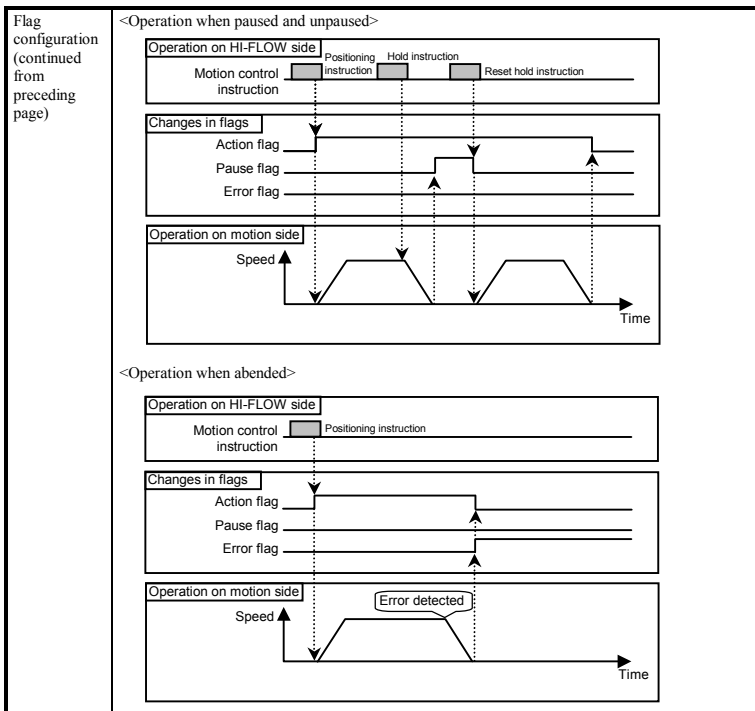 Flag
configuration
(continued
from
preceding
page)
<Operation when paused and unpaused>
Operation on HI-FLOW side
Motion control
instruction
Positioning
instruction
Hold instruction
Reset hold instruction
Changes in flags
Action flag
Pause flag
Error flag
Operation on motion side
Speed
Time
<Operation when abended>
Operation on HI-FLOW side
Motion control
instruction
Positioning instruction
Changes in flags
Action flag
Pause flag
Error flag
Operation on motion side
Error detected
Speed
Time